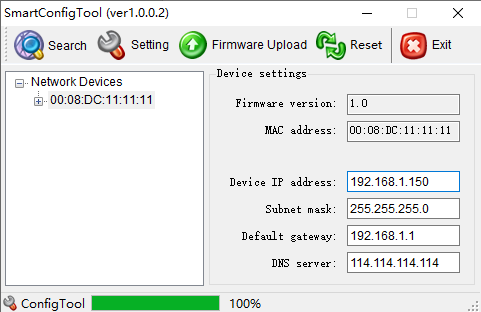 SmartConfigTool (ver1.0.0.2)
Search Setting Firmware Upload Reset Exit
Network Devices
00:08:DC:11:11:11
Device settings
Firmware version: 1.0
MAC address: 00:08:DC:11:11:11
Device IP address: 192.168.1.150
Subnet mask: 255.255.255.0
Default gateway: 192.168.1.1
DNS server: 114.114.114.114
ConfigTool 100%